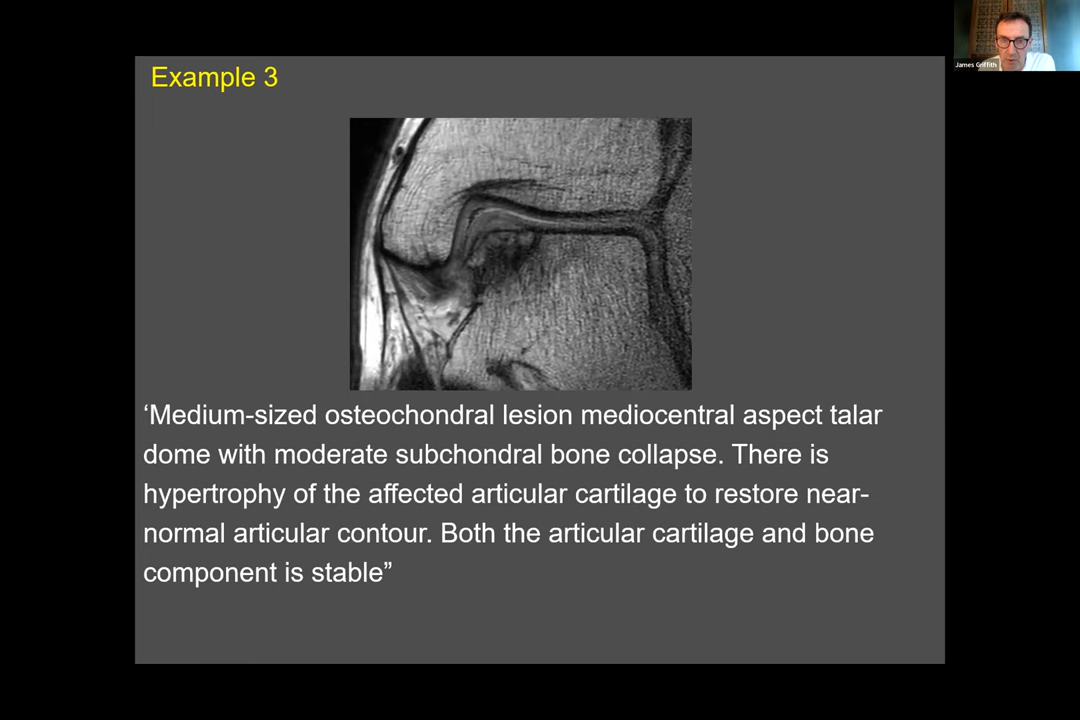 Example 3
James Griffith
‘Medium-sized osteochondral lesion mediocentral aspect talar
dome with moderate subchondral bone collapse. There is
hypertrophy of the affected articular cartilage to restore near-
normal articular contour. Both the articular cartilage and bone
component is stable”